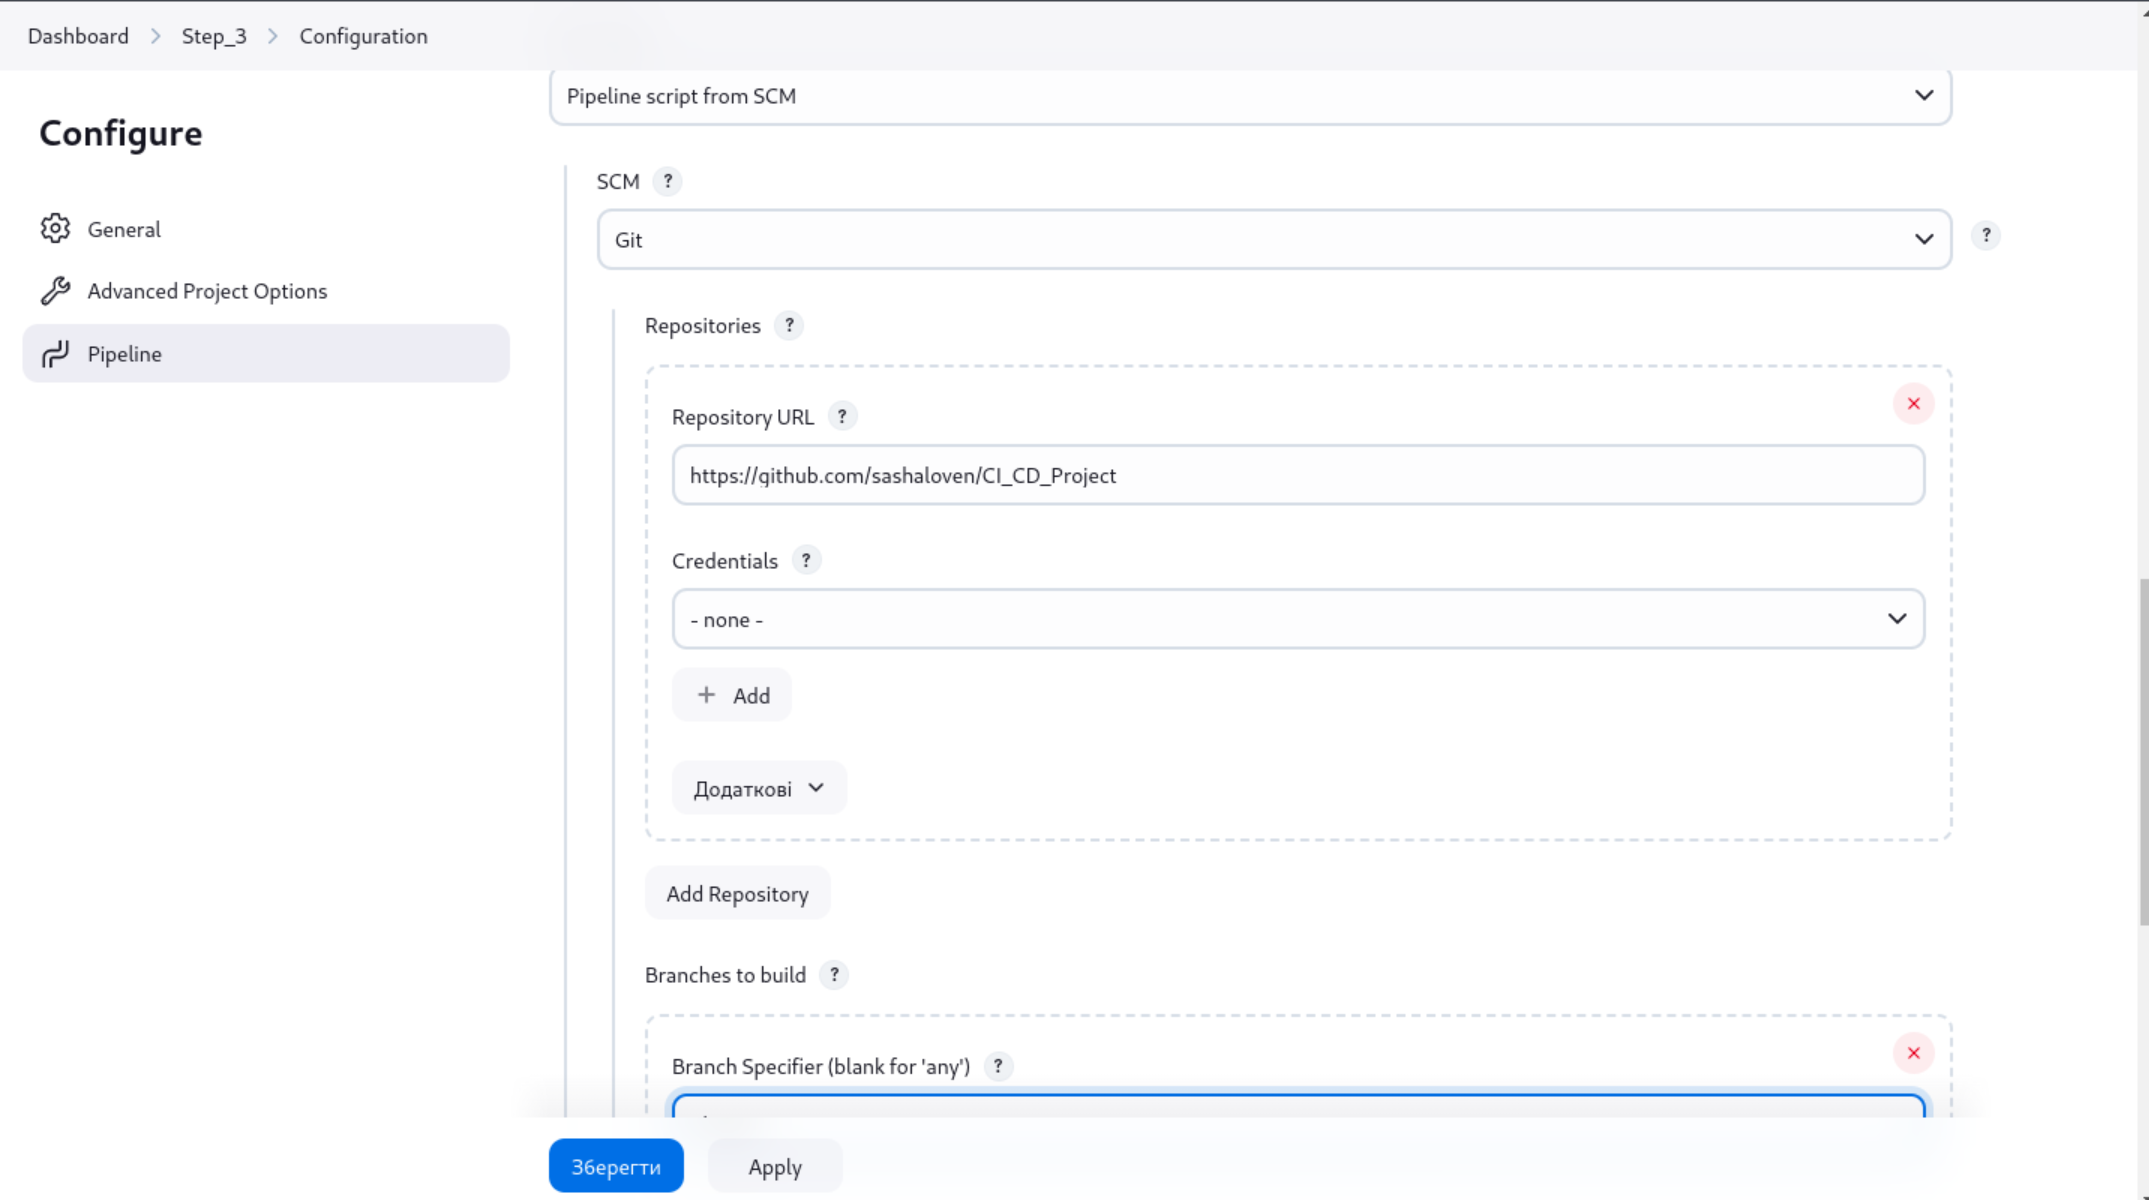 Dashboard > Step_3 > Configuration
Configure
General
Advanced Project Options
Pipeline
Pipeline script from SCM
SCM ?
Git
?
Repositories ?
Repository URL ?
https://github.com/sashaloven/CI_CD_Project
Credentials ?
- none -
+ Add
Додаткові
Add Repository
Branches to build ?
Branch Specifier (blank for 'any') ?
Зберегти
Apply